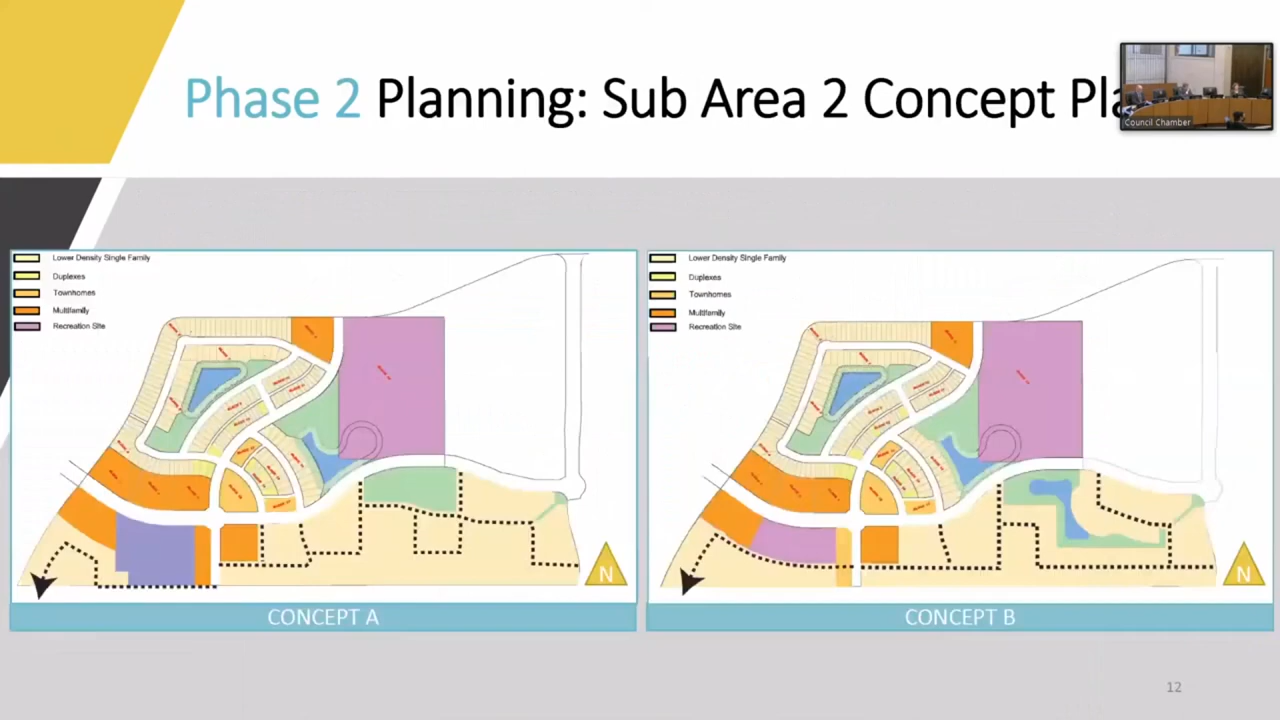 Phase 2 Planning: Sub Area 2 Concept Pla
Council Chamber
Lower Density Single Family
Duplexes
Townhomes
Multifamily
Recreation Site
N
CONCEPT A
Lower Density Single Family
Duplexes
Townhomes
Multifamily
Recreation Site
N
CONCEPT B
12